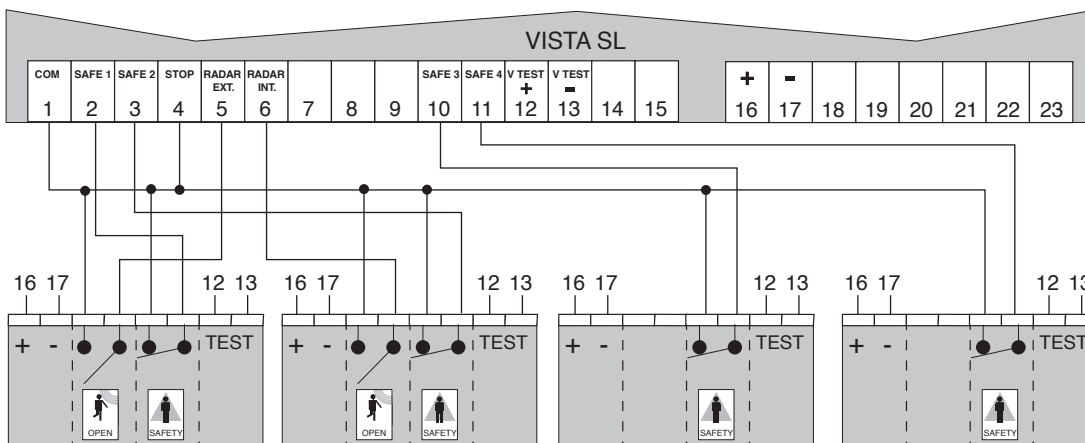 VISTA SL
COM SAFE 1 SAFE 2 STOP RADAR EXT. RADAR INT. SAFE 3 SAFE 4 V TEST + V TEST - + -
1 2 3 4 5 6 7 8 9 10 11 12 13 14 15 16 17 18 19 20 21 22 23
16 17 12 13 16 17 12 13 16 17 12 13 16 17 12 13
+ - TEST + - TEST + - TEST + - TEST
OPEN SAFETY OPEN SAFETY SAFETY SAFETY